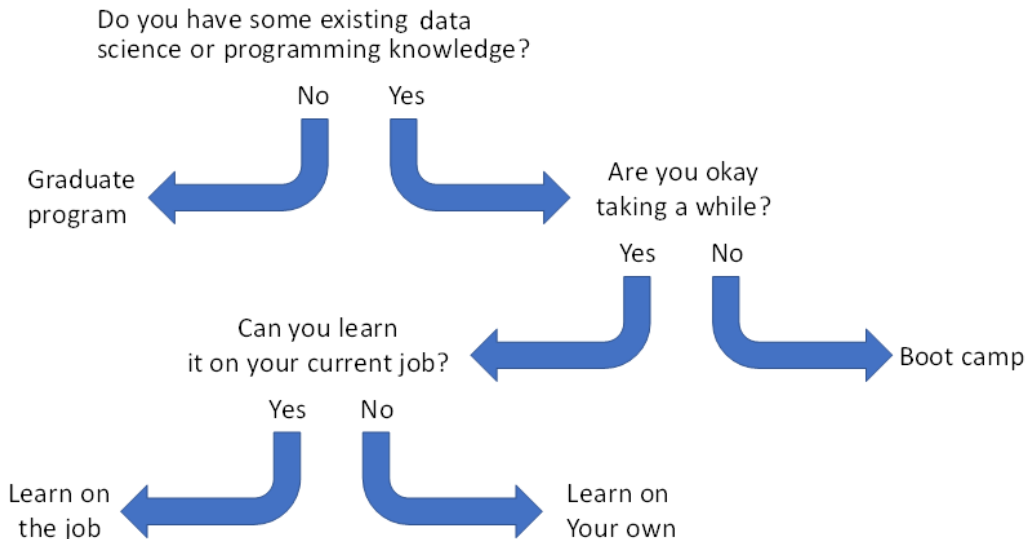 Do you have some existing data
science or programming knowledge?
No Yes
Graduate
program
Are you okay
taking a while?
Yes No
Can you learn
it on your current job?
Boot camp
Yes No
Learn on
the job
Learn on
Your own